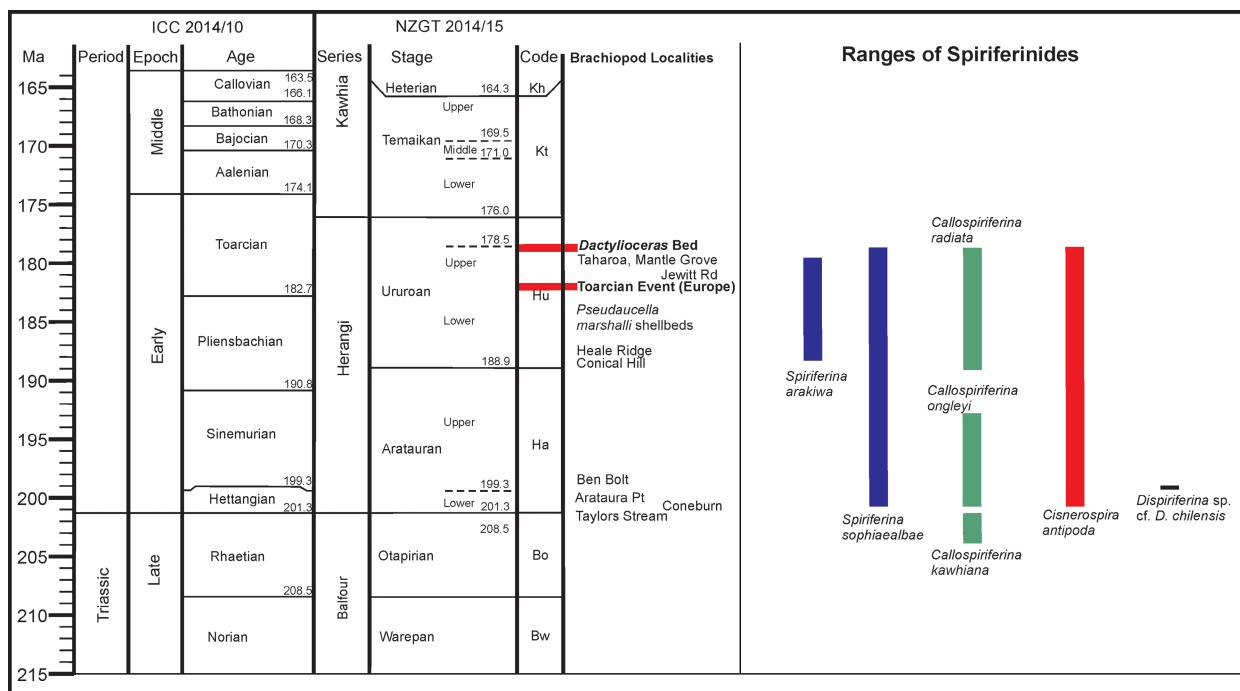 ICC 2014/10
NZGT 2014/15
Ma
Period
Epoch
Age
Series
Stage
Code
Brachiopod Localities
Ranges of Spiriferinides
165
170
175
180
185
190
195
200
205
210
215
Triassic
Middle
Early
Late
Callovian
163.5
166.1
Bathonian
168.3
Bajocian
170.3
Aalenian
174.1
Toarcian
182.7
Pliensbachian
190.8
Sinemurian
199.3
Hettangian
201.3
Rhaetian
208.5
Norian
Kawhia
Herangi
Balfour
Heterian
164.3
Upper
Temaikan
169.5
Middle
171.0
Lower
176.0
178.5
Upper
Ururoan
Lower
188.9
Upper
Aratauran
199.3
Lower
201.3
208.5
Otapirian
Warepan
Kh
Kt
Hu
Ha
Bo
Bw
Dactylioceras Bed
Taharoa, Mantle Grove
Jewitt Rd
Toarcian Event (Europe)
Pseudaucella
marshalli shellbeds
Heale Ridge
Conical Hill
Ben Bolt
Arataura Pt
Coneburn
Taylors Stream
Spiriferina
arakiwa
Spiriferina
sophiaealbae
Callospiriferina
radiata
Callospiriferina
ongleyi
Callospiriferina
kawhiana
Cisnerospira
antipoda
Dispiriferina sp.
cf. D. chilensis